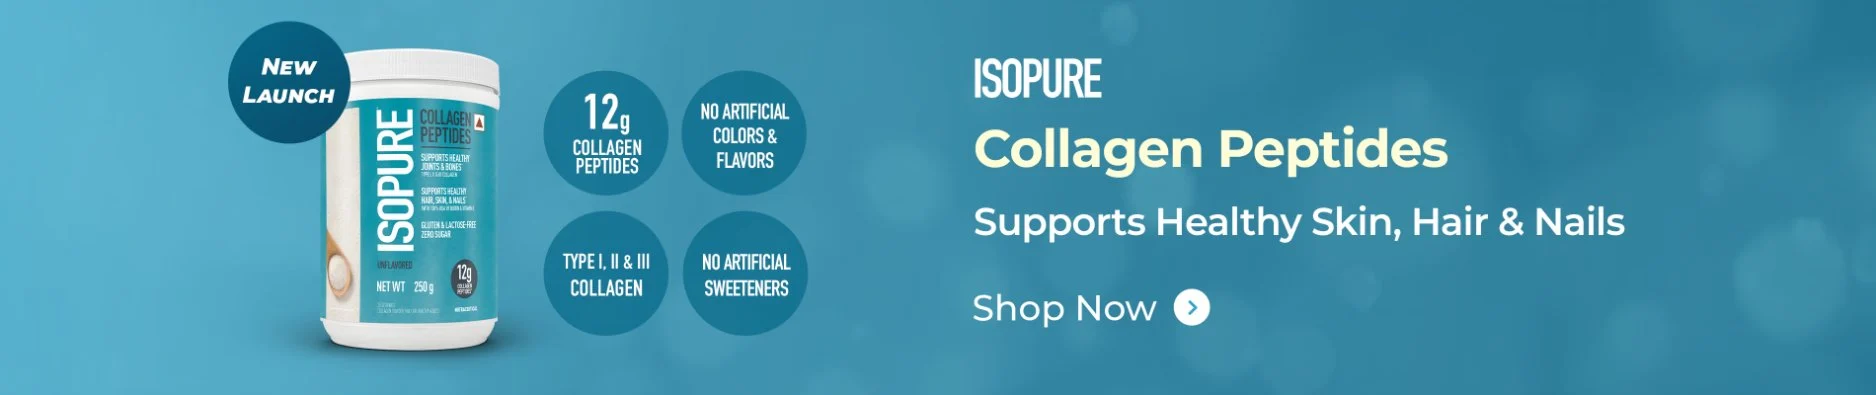 NEW
LAUNCH
ISOPURE
COLLAGEN
PEPTIDES
SUPPORTS HEALTHY
JOINTS & BONES
SUPPORTS HEALTHY
HAIR, SKIN, & NAILS
GLUTEN & LACTOSE-FREE
ZERO SUGAR
UNFLAVORED
NET WT 250 g
12g
COLLAGEN
PEPTIDES
12g
COLLAGEN
PEPTIDES
NO ARTIFICIAL
COLORS &
FLAVORS
TYPE I, II & III
COLLAGEN
NO ARTIFICIAL
SWEETENERS
ISOPURE
Collagen Peptides
Supports Healthy Skin, Hair & Nails
Shop Now